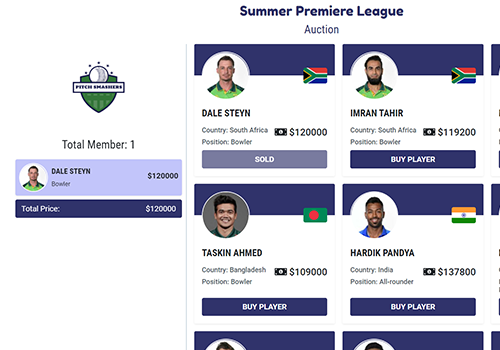 Summer Premiere League
Auction
PITCH SMASHERS
Total Member: 1
DALE STEYN
Bowler
$120000
Total Price:
$120000
DALE STEYN
Country: South Africa
Position: Bowler
$120000
SOLD
IMRAN TAHIR
Country: South Africa
Position: Bowler
$119200
BUY PLAYER
TASKIN AHMED
Country: Bangladesh
Position: Bowler
$109000
BUY PLAYER
HARDIK PANDYA
Country: India
Position: All-rounder
$137800
BUY PLAYER